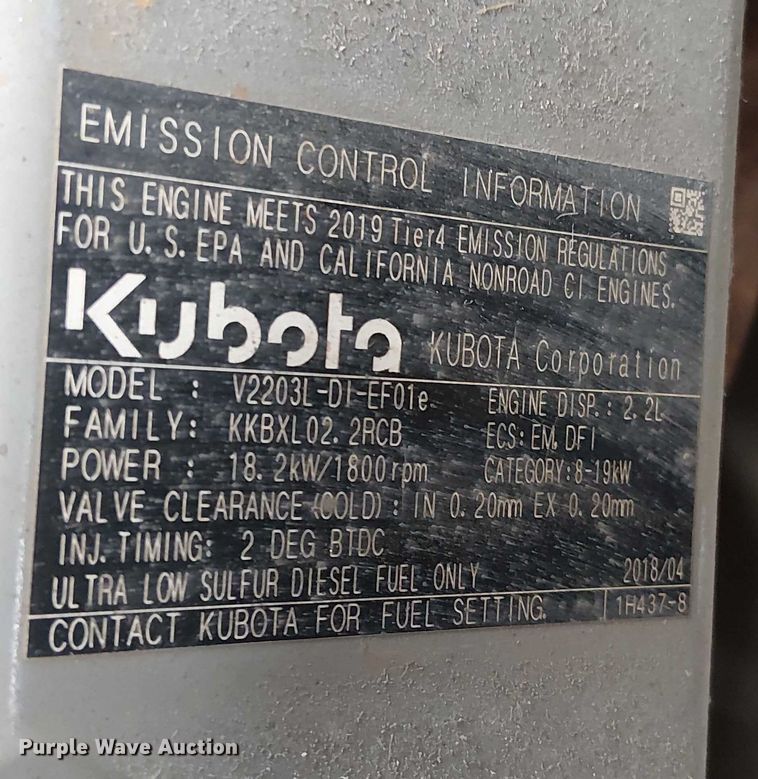 EMISSION CONTROL INFORMATION
THIS ENGINE MEETS 2019 Tier4 EMISSION REGULATIONS
FOR U.S. EPA AND CALIFORNIA NONROAD CI ENGINES.
Kubota KUBOTA Corporation
MODEL : V2203L-DI-EF01e ENGINE DISP.: 2.2L
FAMILY: KKBXL02.2RCB ECS: EM, DFI
POWER : 18.2kW/1800rpm CATEGORY:8-19kW
VALVE CLEARANCE (COLD) : IN 0.20mm EX 0.20mm
INJ. TIMING: 2 DEG BTDC
ULTRA LOW SULFUR DIESEL FUEL ONLY 2018/04
CONTACT KUBOTA FOR FUEL SETTING. 1H437-8
Purple Wave Auction